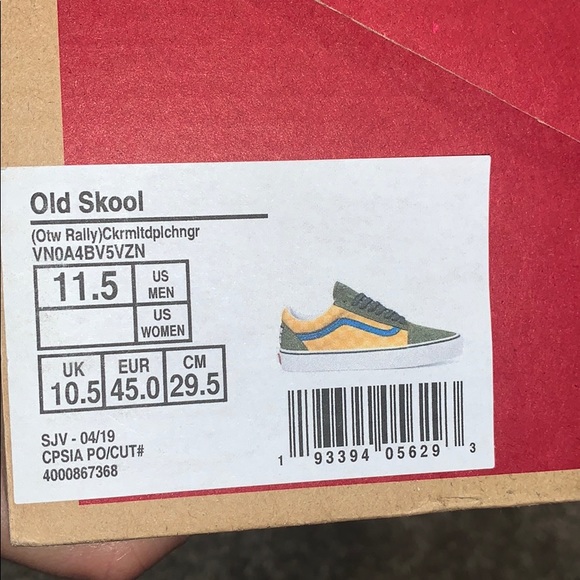 Old Skool
(Otw Rally)Ckrmltdplchngr
VN0A4BV5VZN
11.5 US MEN
US WOMEN
UK EUR CM
10.5 45.0 29.5
SJV - 04/19
CPSIA PO/CUT#
4000867368
1 93394 05629 3